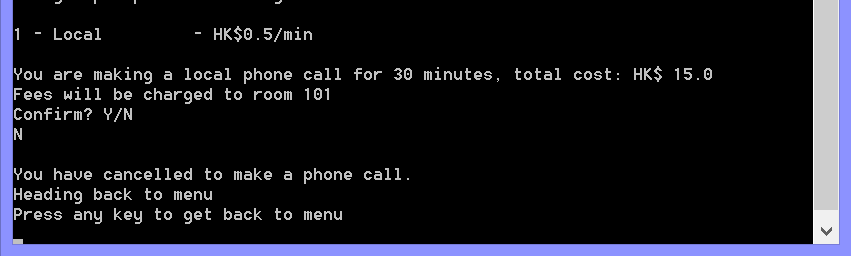 1 - Local - HK$0.5/min
You are making a local phone call for 30 minutes, total cost: HK$ 15.0
Fees will be charged to room 101
Confirm? Y/N
N
You have cancelled to make a phone call.
Heading back to menu
Press any key to get back to menu